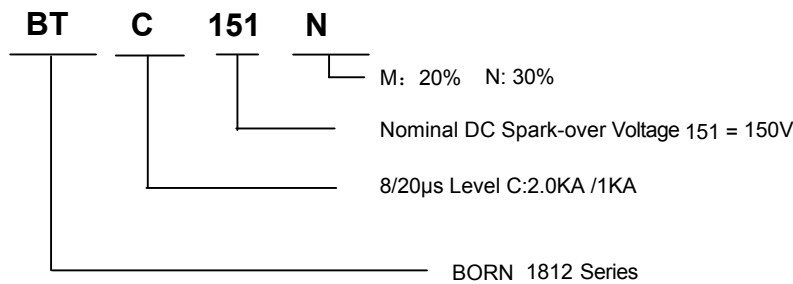 BT C 151 N
M：20% N: 30%
Nominal DC Spark-over Voltage 151 = 150V
8/20μs Level C:2.0KA /1KA
BORN 1812 Series